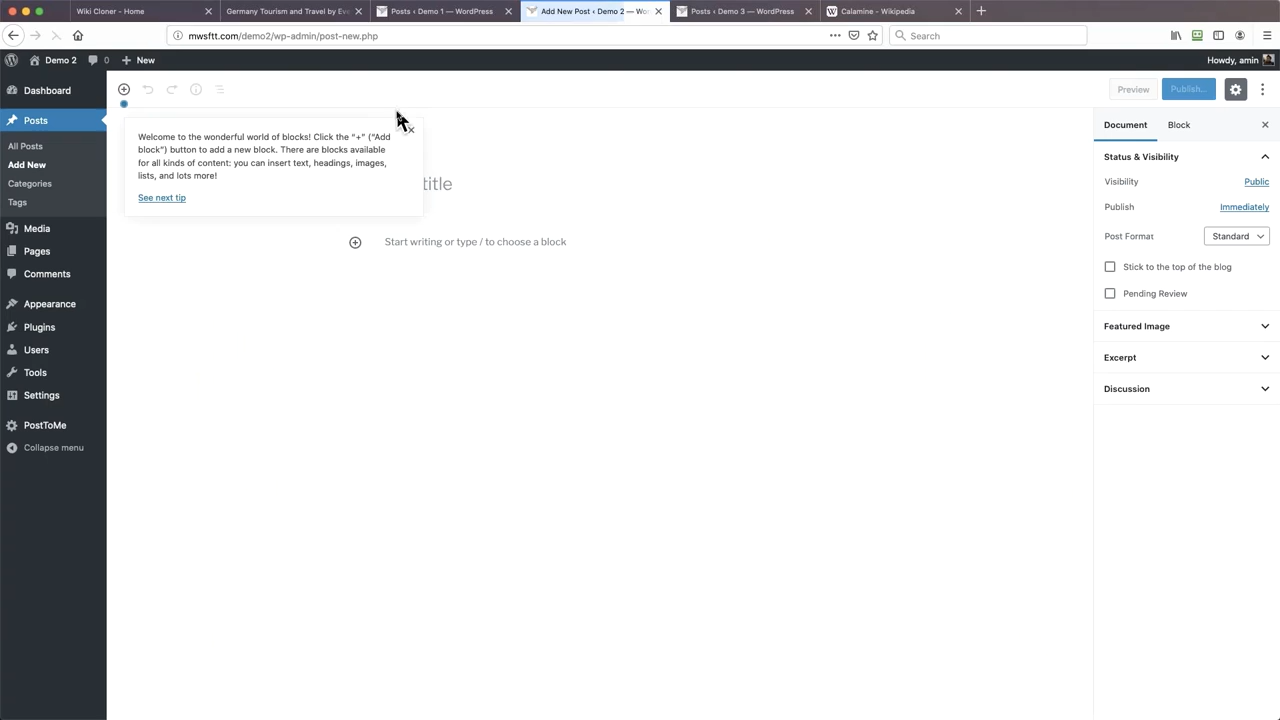 Wiki Cloner - Home
Germany Tourism and Travel by Eve
Posts ‹ Demo 1 — WordPress
Add New Post ‹ Demo 2 — Wo
Posts ‹ Demo 3 — WordPress
Calamine - Wikipedia
mwsftt.com/demo2/wp-admin/post-new.php
Search
Demo 2
0
New
Howdy, amin
Dashboard
Posts
All Posts
Add New
Categories
Tags
Media
Pages
Comments
Appearance
Plugins
Users
Tools
Settings
PostToMe
Collapse menu
Preview
Publish...
Welcome to the wonderful world of blocks! Click the “+” (“Add
block”) button to add a new block. There are blocks available
for all kinds of content: you can insert text, headings, images,
lists, and lots more!
See next tip
title
Start writing or type / to choose a block
Document
Block
Status & Visibility
Visibility
Public
Publish
Immediately
Post Format
Standard
Stick to the top of the blog
Pending Review
Featured Image
Excerpt
Discussion